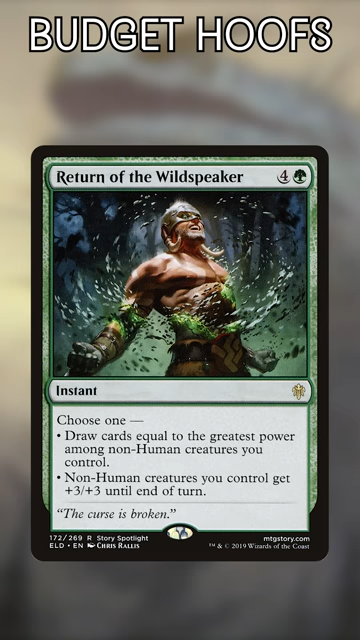 BUDGET HOOFS
Return of the Wildspeaker 4
Instant
Choose one —
• Draw cards equal to the greatest power
among non-Human creatures you
control.
• Non-Human creatures you control get
+3/+3 until end of turn.
"The curse is broken."
172/269 R Story Spotlight
ELD • EN Chris Rallis
mtgstory.com
™ & © 2019 Wizards of the Coast